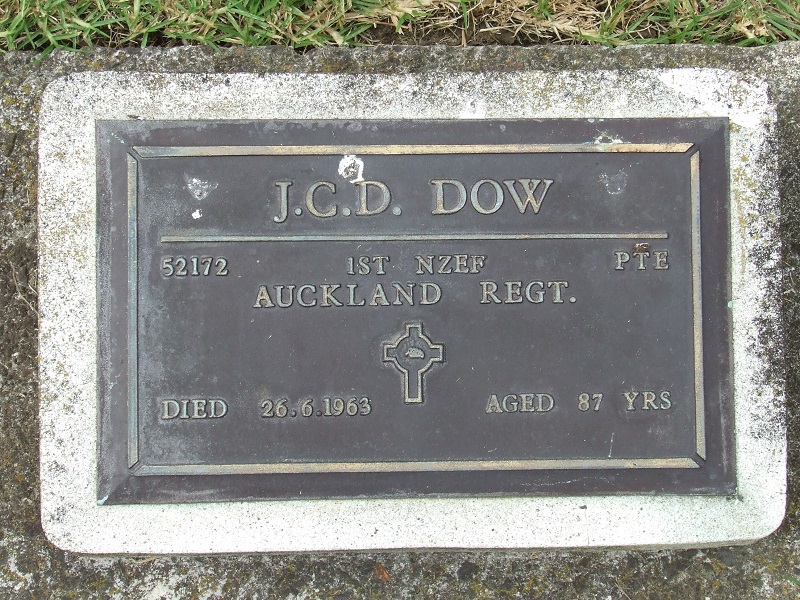 J.C.D. DOW
52172 1ST NZEF PTE
AUCKLAND REGT.
DIED 26.6.1963 AGED 87 YRS